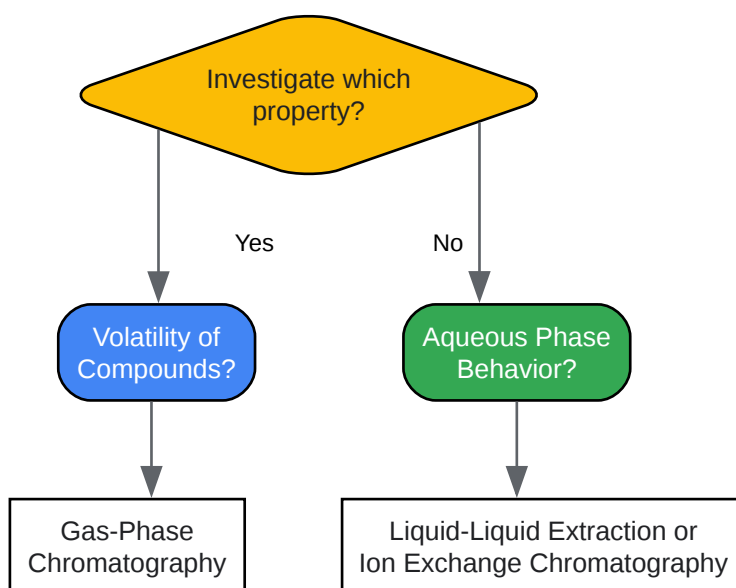 Investigate which
property?
Yes
No
Volatility of
Compounds?
Aqueous Phase
Behavior?
Gas-Phase
Chromatography
Liquid-Liquid Extraction or
Ion Exchange Chromatography